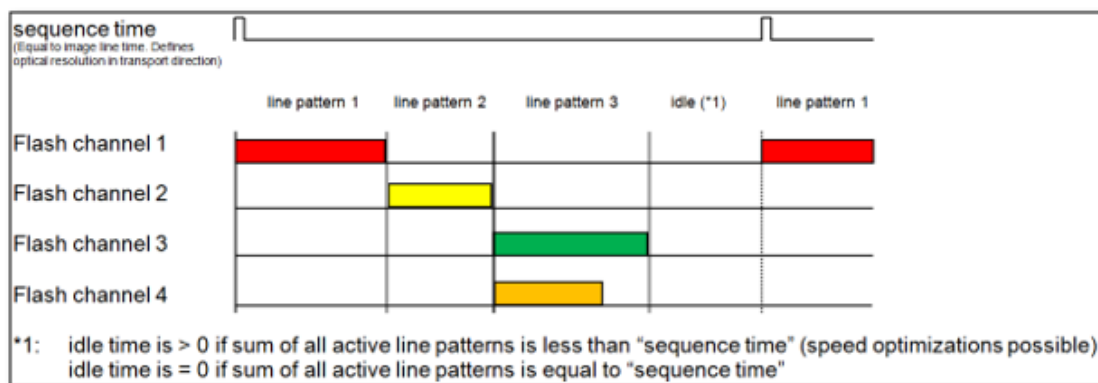 sequence time
(Equal to image line time. Defines
optical resolution in transport direction)
line pattern 1 line pattern 2 line pattern 3 idle (*1) line pattern 1
Flash channel 1
Flash channel 2
Flash channel 3
Flash channel 4
*1: idle time is > 0 if sum of all active line patterns is less than “sequence time” (speed optimizations possible)
idle time is = 0 if sum of all active line patterns is equal to “sequence time”